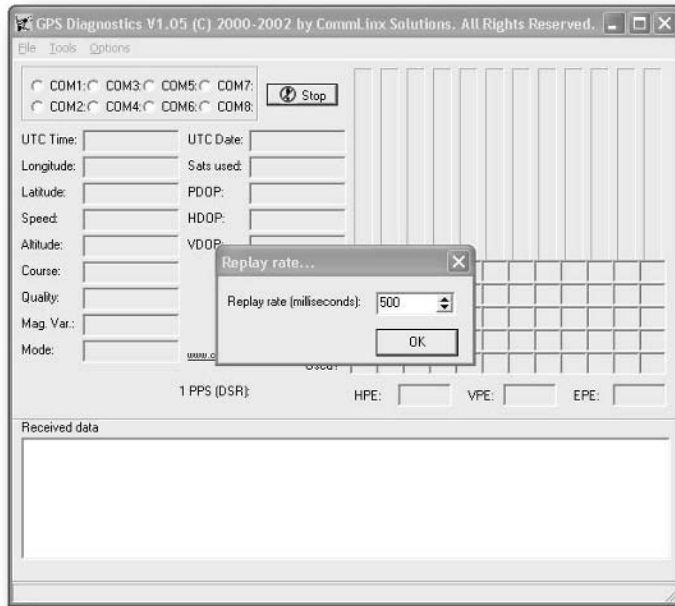 GPS Diagnostics V1.05 (C) 2000-2002 by CommLinx Solutions. All Rights Reserved.
File Tools Options
COM1: COM3: COM5: COM7:
COM2: COM4: COM6: COM8:
Stop
UTC Time: UTC Date:
Longitude: Sats used:
Latitude: PDOP:
Speed: HDOP:
Altitude: VDOP:
Replay rate...
Course:
Quality:
Replay rate (milliseconds): 500
Mag. Var.:
OK
Mode:
1 PPS (DSR):
HPE: VPE: EPE:
Received data